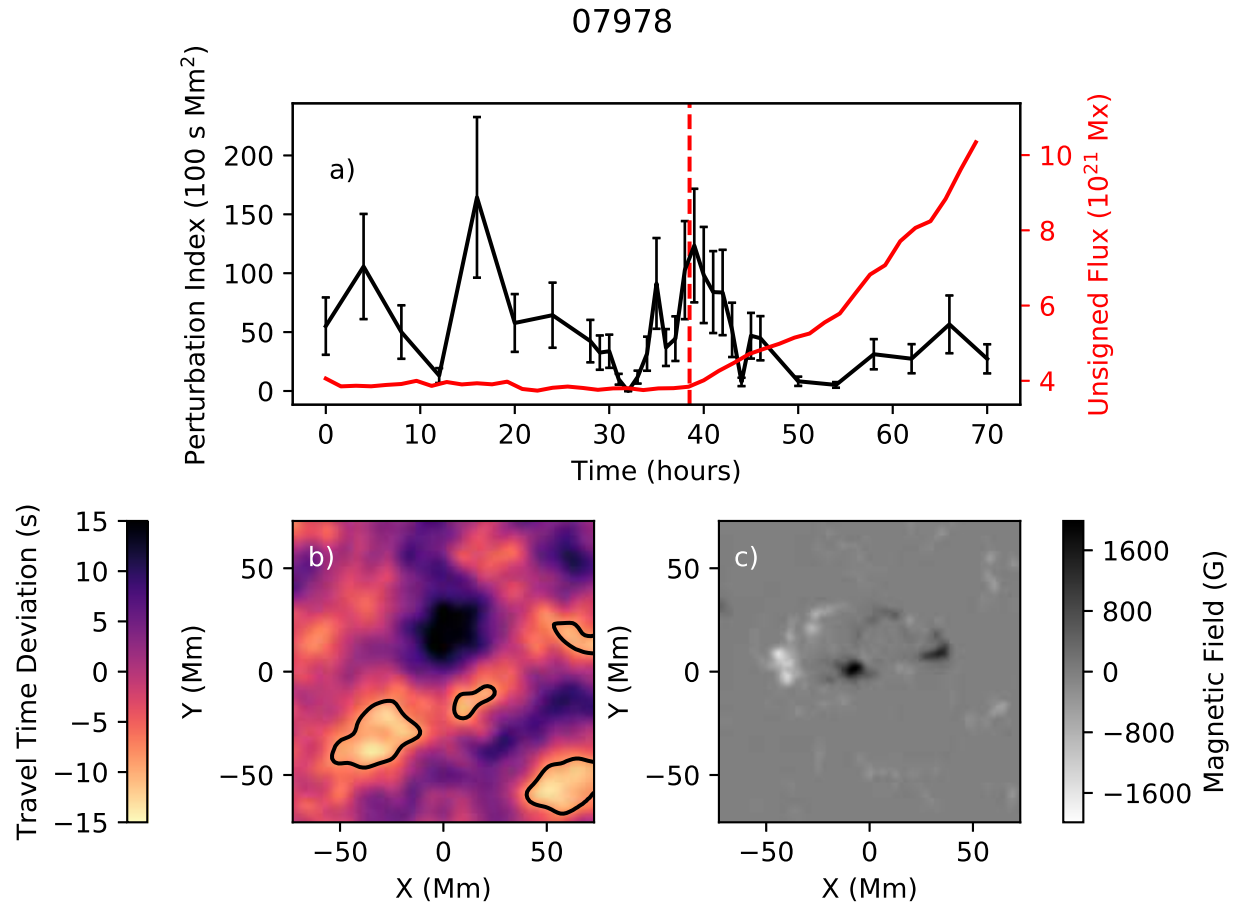 07978
Perturbation Index (100 s Mm²)
200
150
100
50
0
a)
10
8
6
4
Unsigned Flux (10²¹ Mx)
0 10 20 30 40 50 60 70
Time (hours)
Travel Time Deviation (s)
15
10
5
0
−5
−10
−15
Y (Mm)
50
0
−50
b)
−50 0 50
X (Mm)
Y (Mm)
50
0
−50
c)
−50 0 50
X (Mm)
1600
800
0
−800
−1600
Magnetic Field (G)